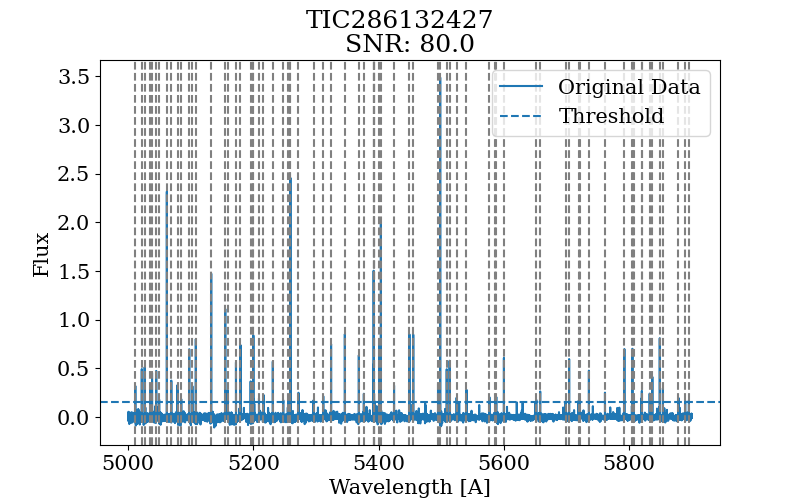 TIC286132427
SNR: 80.0
Original Data
Threshold
3.5
3.0
2.5
2.0
1.5
1.0
0.5
0.0
Flux
5000 5200 5400 5600 5800
Wavelength [A]